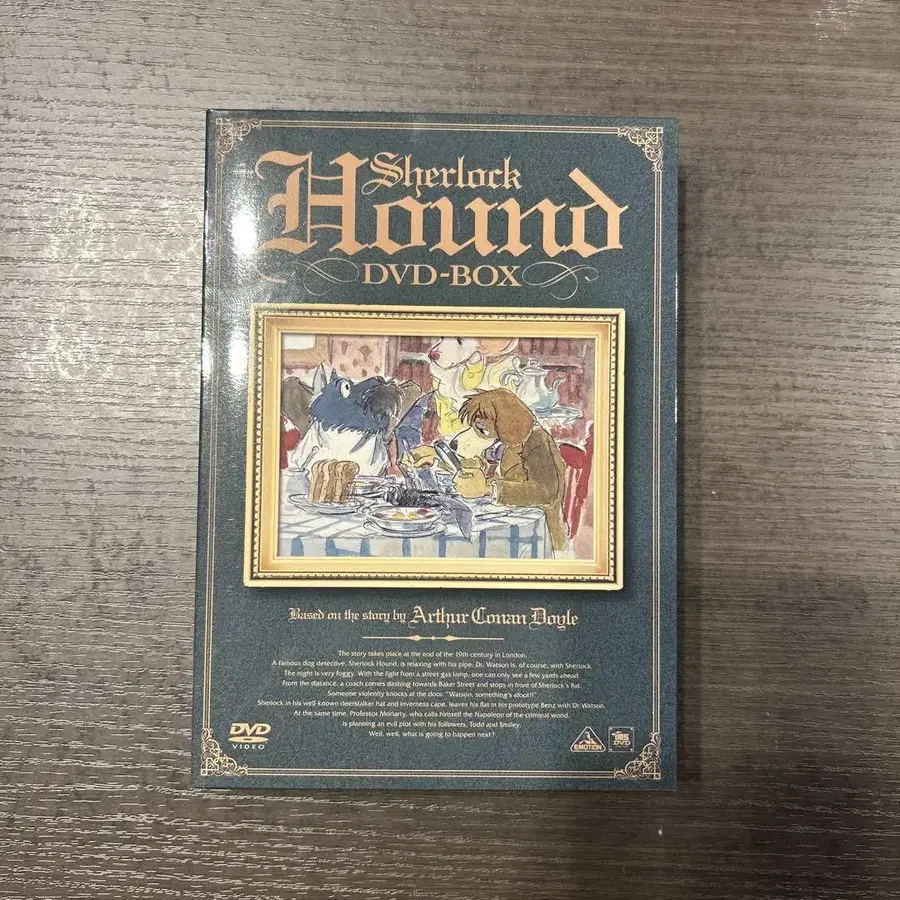 Sherlock
Hound
DVD-BOX
Based on the story by Arthur Conan Doyle
The story takes place at the end of the 19th century in London.
A famous dog detective, Sherlock Hound, is relaxing with his pipe. Dr. Watson is, of course, with Sherlock.
The night is very foggy. With the light from a street gas lamp, one can only see a few yards ahead.
From the distance, a coach comes dashing towards Baker Street and stops in front of Sherlock's flat.
Someone violently knocks at the door. "Watson, something's afoot!"
Sherlock in his well-known deerstalker hat and inverness cape, leaves his flat in his prototype Benz with Dr. Watson.
At the same time, Professor Moriarty, who calls himself the Napoleon of the criminal world,
is planning an evil plot with his followers, Todd and Smiley.
Well, well, what is going to happen next?
DVD
VIDEO
EMOTION
TMS
DVD